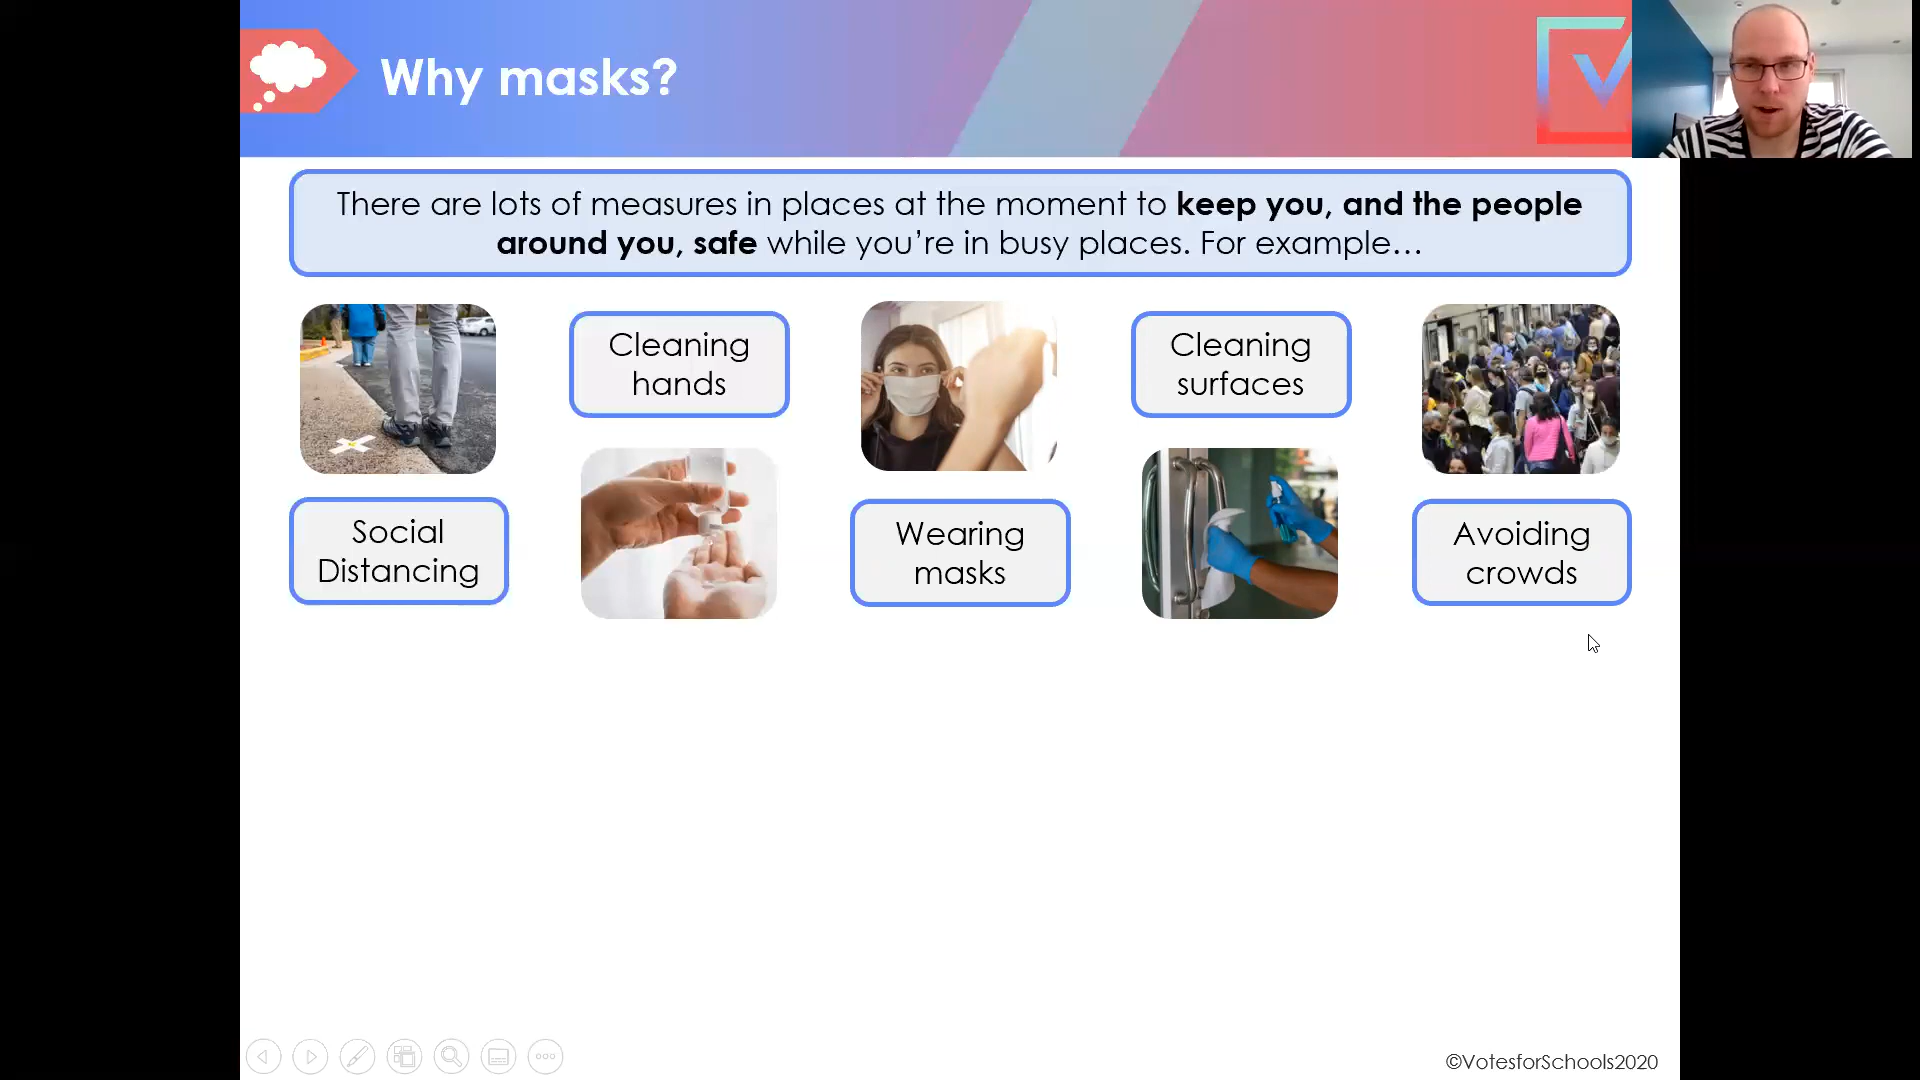 Why masks?
There are lots of measures in places at the moment to keep you, and the people
around you, safe while you’re in busy places. For example…
Cleaning
hands
Cleaning
surfaces
Social
Distancing
Wearing
masks
Avoiding
crowds
©VotesforSchools2020